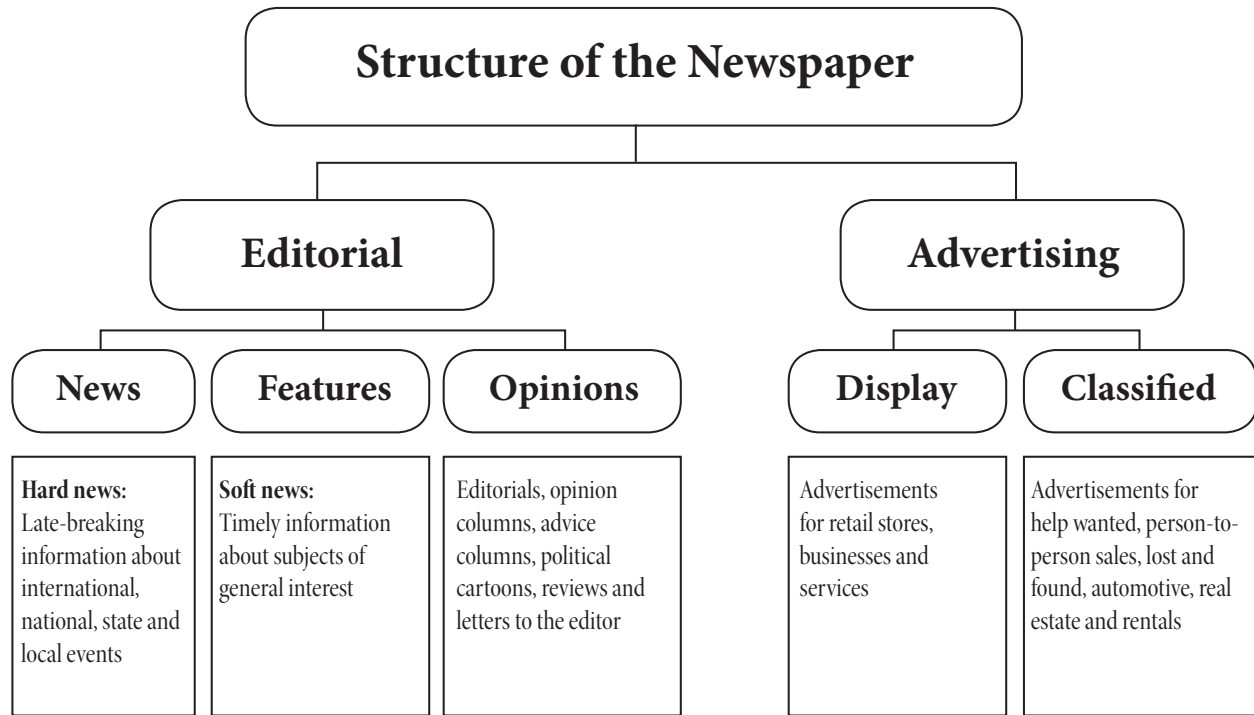 Structure of the Newspaper
Editorial
Advertising
News
Features
Opinions
Display
Classified
Hard news:
Late-breaking
information about
international,
national, state and
local events
Soft news:
Timely information
about subjects of
general interest
Editorials, opinion
columns, advice
columns, political
cartoons, reviews and
letters to the editor
Advertisements
for retail stores,
businesses and
services
Advertisements for
help wanted, person-to-
person sales, lost and
found, automotive, real
estate and rentals